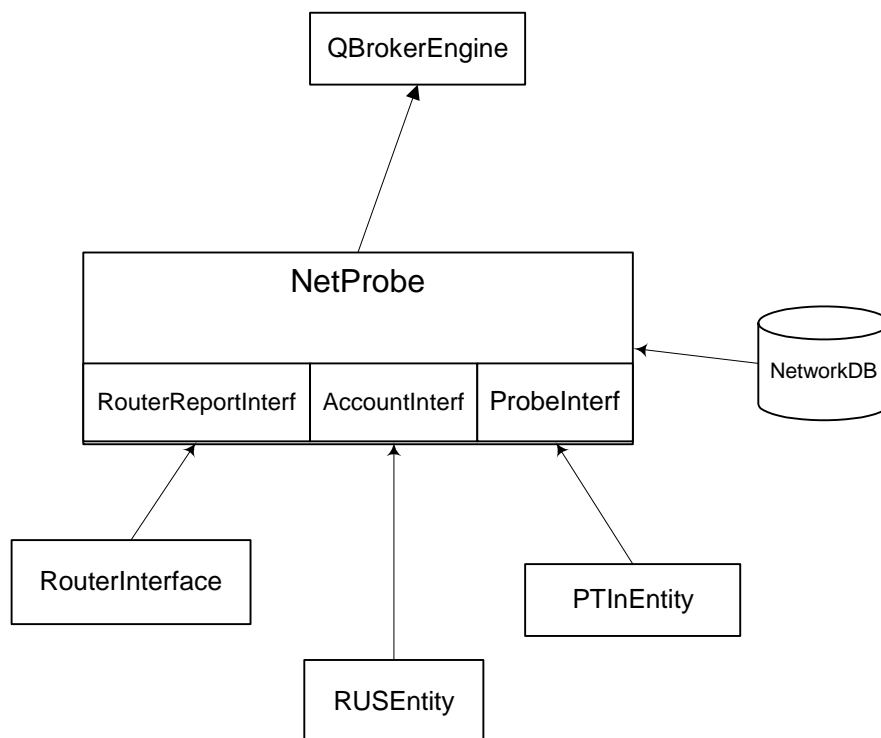 QBrokerEngine
NetProbe
NetworkDB
RouterReportInterf
AccountInterf
ProbeInterf
RouterInterface
PTInEntity
RUSEntity